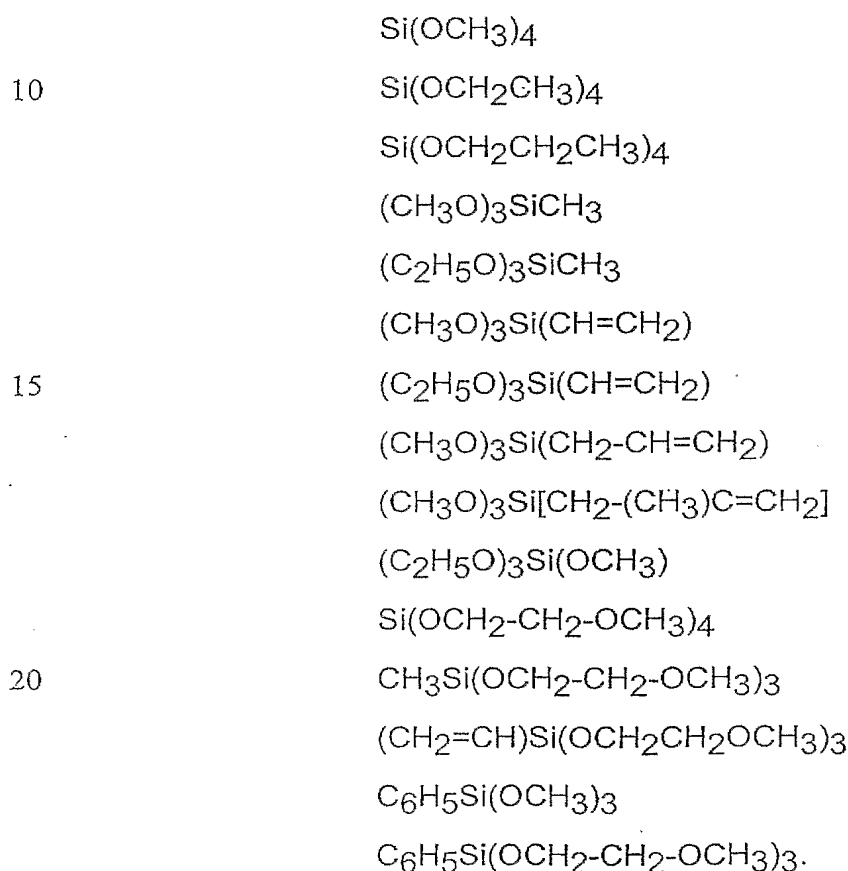 Si(OCH3)4
10 Si(OCH2CH3)4
Si(OCH2CH2CH3)4
(CH3O)3SiCH3
(C2H5O)3SiCH3
(CH3O)3Si(CH=CH2)
15 (C2H5O)3Si(CH=CH2)
(CH3O)3Si(CH2-CH=CH2)
(CH3O)3Si[CH2-(CH3)C=CH2]
(C2H5O)3Si(OCH3)
Si(OCH2-CH2-OCH3)4
20 CH3Si(OCH2-CH2-OCH3)3
(CH2=CH)Si(OCH2CH2OCH3)3
C6H5Si(OCH3)3
C6H5Si(OCH2-CH2-OCH3)3.